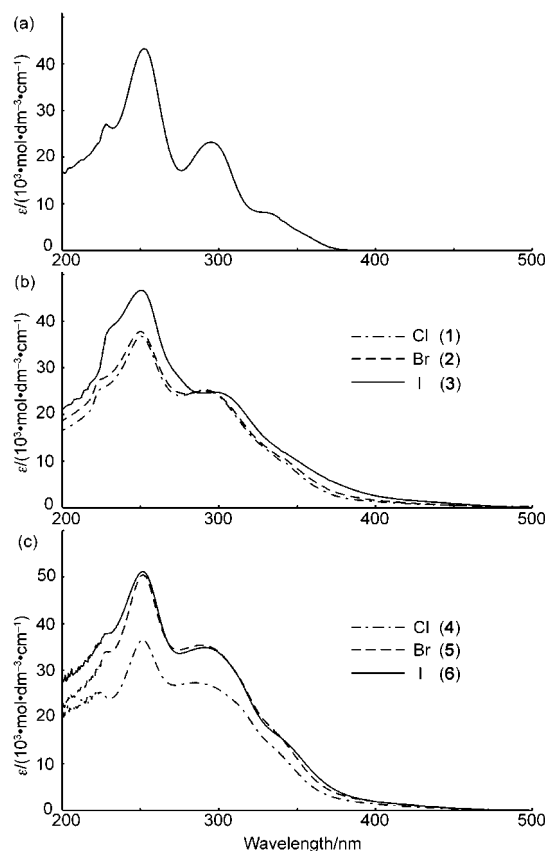 (a)
ε/(10³•mol•dm⁻³•cm⁻¹)
40
30
20
10
0
200 300 400 500
(b)
ε/(10³•mol•dm⁻³•cm⁻¹)
40
30
20
10
0
Cl (1)
Br (2)
I (3)
200 300 400 500
(c)
ε/(10³•mol•dm⁻³•cm⁻¹)
50
40
30
20
10
0
Cl (4)
Br (5)
I (6)
200 300 400 500
Wavelength/nm